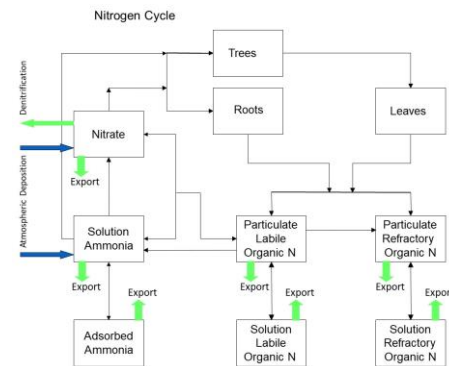 Nitrogen Cycle
Trees
Denitrification
Roots
Leaves
Nitrate
Export
Atmospheric Deposition
Solution
Ammonia
Particulate
Labile
Organic N
Particulate
Refractory
Organic N
Export
Export
Export
Export
Export
Export
Adsorbed
Ammonia
Solution
Labile
Organic N
Solution
Refractory
Organic N